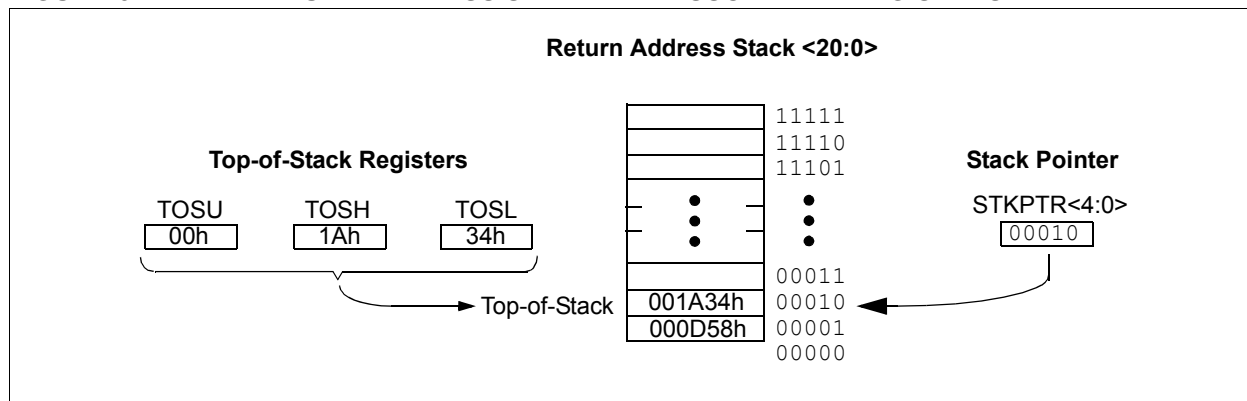 Return Address Stack <20:0>
11111
11110
Top-of-Stack Registers
11101
Stack Pointer
TOSU TOSH TOSL
STKPTR<4:0>
00h 1Ah 34h
00010
00011
Top-of-Stack 001A34h 00010
000D58h 00001
00000